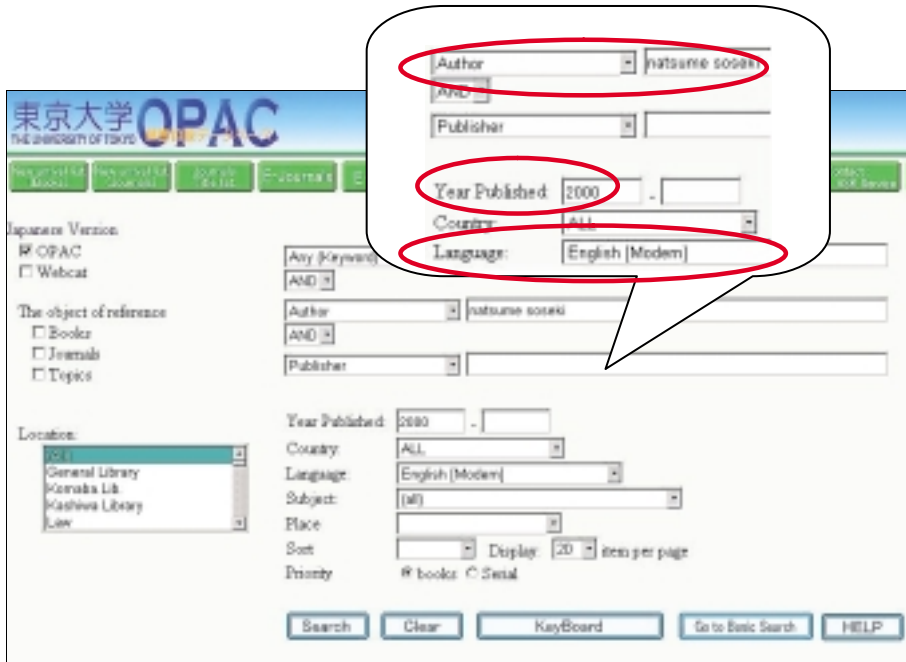 Author natsume soseki
AND
Publisher
Year Published: 2000 -
Country: ALL
Language: English [Modern]
東京大学OPAC
THE UNIVERSITY OF TOKYO
E-Journals
Japanese Version
OPAC
Webcat
Any (Keyword)
AND
The object of reference
Author natsume soseki
Books
AND
Journals
Topics
Publisher
Location:
General Library
Komaba Lib.
Kashiwa Library
Law
Year Published: 2000 -
Country: ALL
Language: English [Modern]
Subject: (all)
Place
Sort Display: 20 item per page
Priority books Serial
Search Clear KeyBoard Go to Basic Search HELP